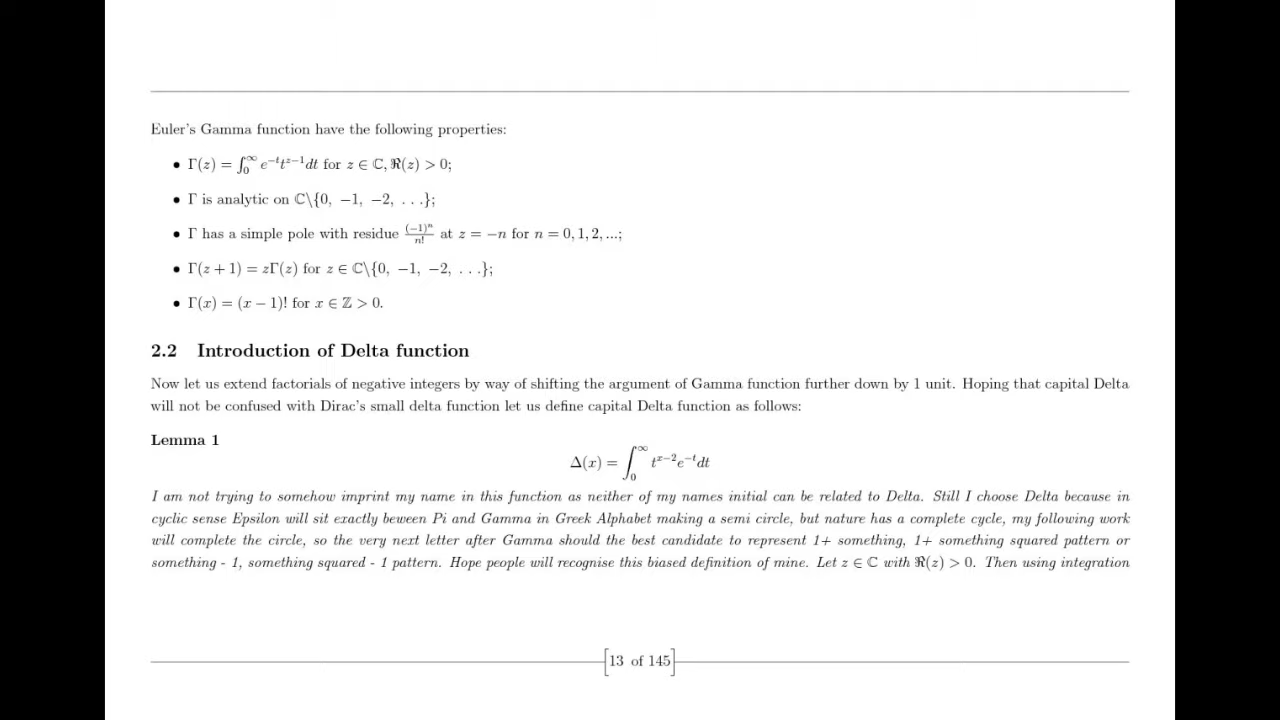 Euler's Gamma function have the following properties:
• Γ(z) = ∫₀^∞ e^{−t}t^{z−1}dt for z ∈ ℂ, ℜ(z) > 0;
• Γ is analytic on ℂ\{0, −1, −2, . . .};
• Γ has a simple pole with residue (−1)ⁿ/n! at z = −n for n = 0, 1, 2, ...;
• Γ(z + 1) = zΓ(z) for z ∈ ℂ\{0, −1, −2, . . .};
• Γ(x) = (x − 1)! for x ∈ ℤ > 0.
2.2 Introduction of Delta function
Now let us extend factorials of negative integers by way of shifting the argument of Gamma function further down by 1 unit. Hoping that capital Delta
will not be confused with Dirac's small delta function let us define capital Delta function as follows:
Lemma 1
Δ(x) = ∫₀^∞ t^{x−2}e^{−t}dt
I am not trying to somehow imprint my name in this function as neither of my names initial can be related to Delta. Still I choose Delta because in
cyclic sense Epsilon will sit exactly beween Pi and Gamma in Greek Alphabet making a semi circle, but nature has a complete cycle, my following work
will complete the circle, so the very next letter after Gamma should the best candidate to represent 1+ something, 1+ something squared pattern or
something - 1, something squared - 1 pattern. Hope people will recognise this biased definition of mine. Let z ∈ ℂ with ℜ(z) > 0. Then using integration
13 of 145